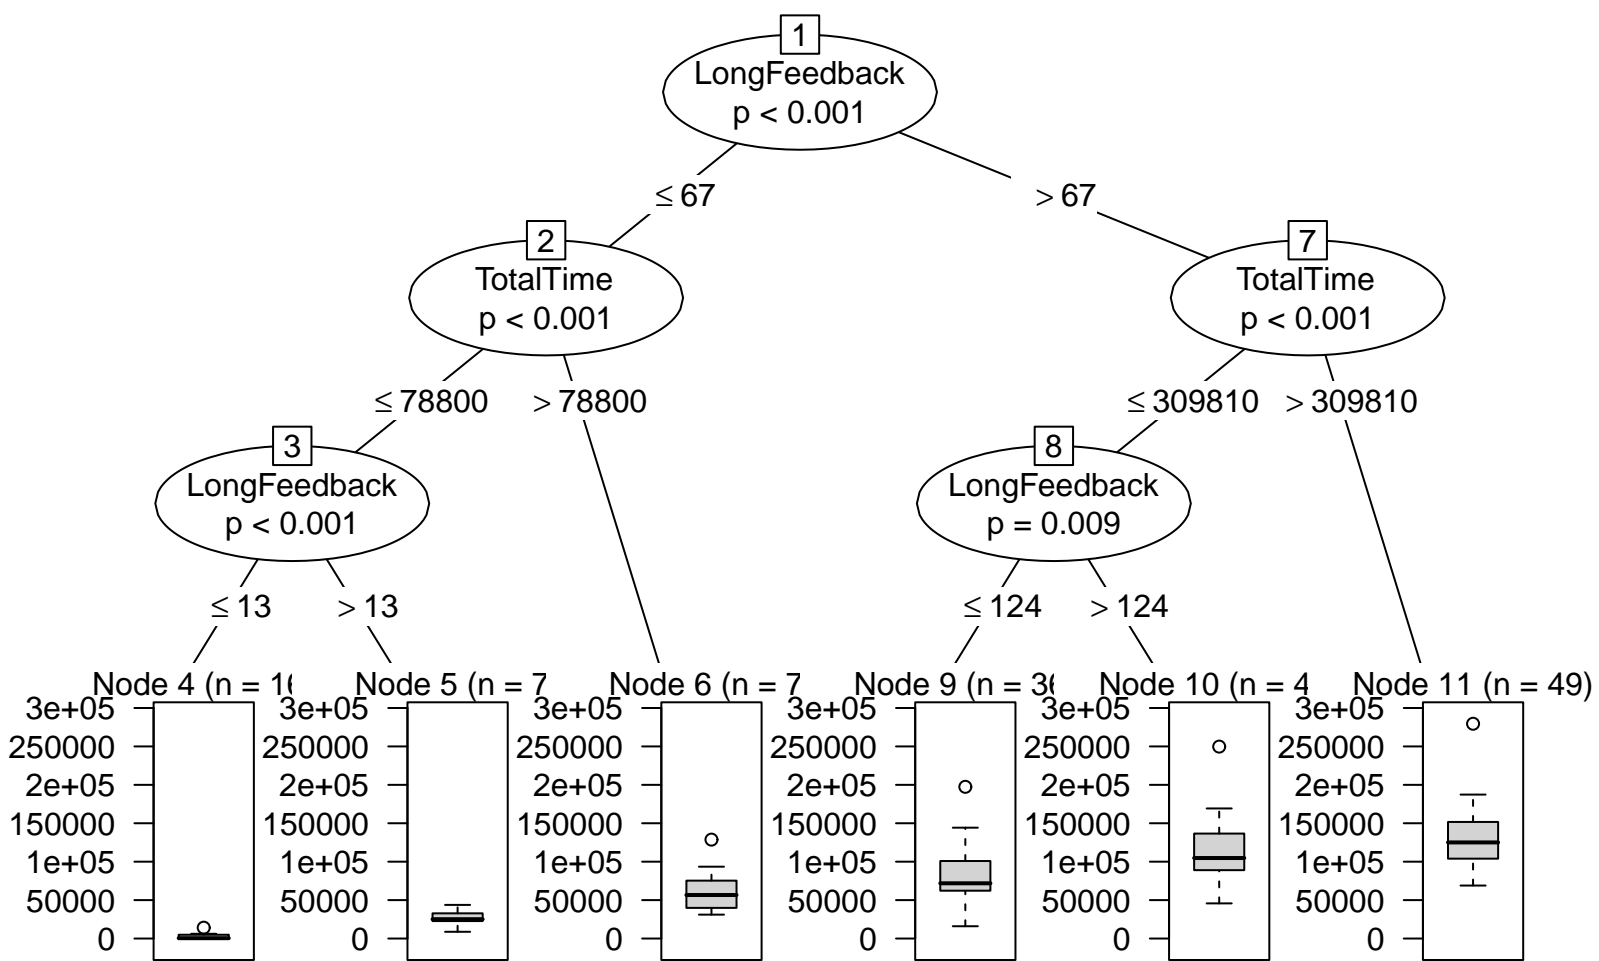 1
LongFeedback
p < 0.001
≤ 67
> 67
2
TotalTime
p < 0.001
7
TotalTime
p < 0.001
≤ 78800
> 78800
≤ 309810
> 309810
3
LongFeedback
p < 0.001
8
LongFeedback
p = 0.009
≤ 13
> 13
≤ 124
> 124
Node 4 (n = 16
3e+05
250000
2e+05
150000
1e+05
50000
0
Node 5 (n = 7
3e+05
250000
2e+05
150000
1e+05
50000
0
Node 6 (n = 7
3e+05
250000
2e+05
150000
1e+05
50000
0
Node 9 (n = 36
3e+05
250000
2e+05
150000
1e+05
50000
0
Node 10 (n = 4
3e+05
250000
2e+05
150000
1e+05
50000
0
Node 11 (n = 49)
3e+05
250000
2e+05
150000
1e+05
50000
0